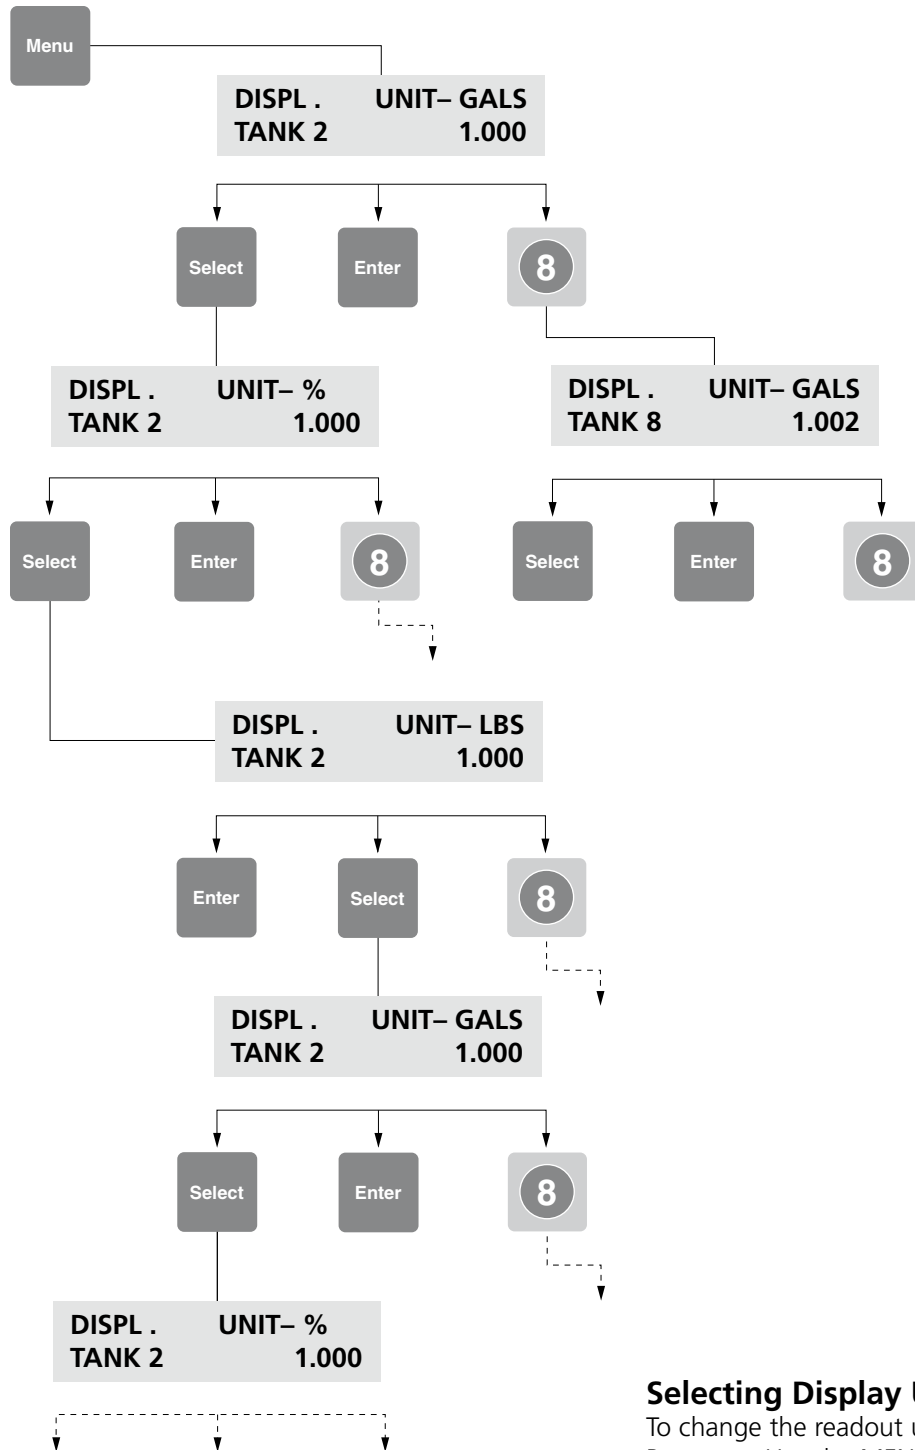 Menu
DISPL . UNIT– GALS
TANK 2 1.000
Select Enter 8
DISPL . UNIT– %
TANK 2 1.000
DISPL . UNIT– GALS
TANK 8 1.002
Select Enter 8
Select Enter 8
DISPL . UNIT– LBS
TANK 2 1.000
Enter Select 8
DISPL . UNIT– GALS
TANK 2 1.000
Select Enter 8
DISPL . UNIT– %
TANK 2 1.000
Selecting Display
To change the readout